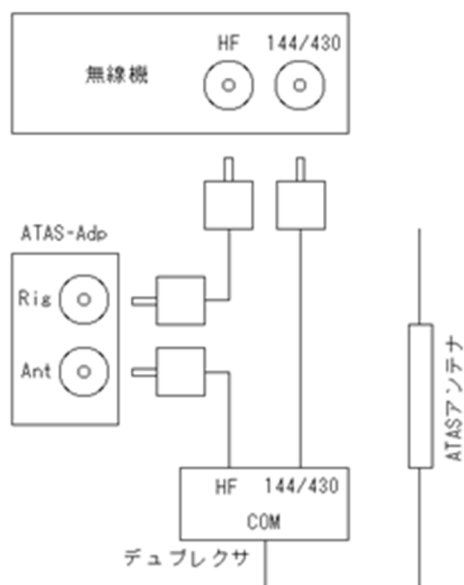 HF 144/430
無線機
ATAS-Adp
Rig
Ant
ATASアンテナ
HF 144/430
COM
デュプレクサ